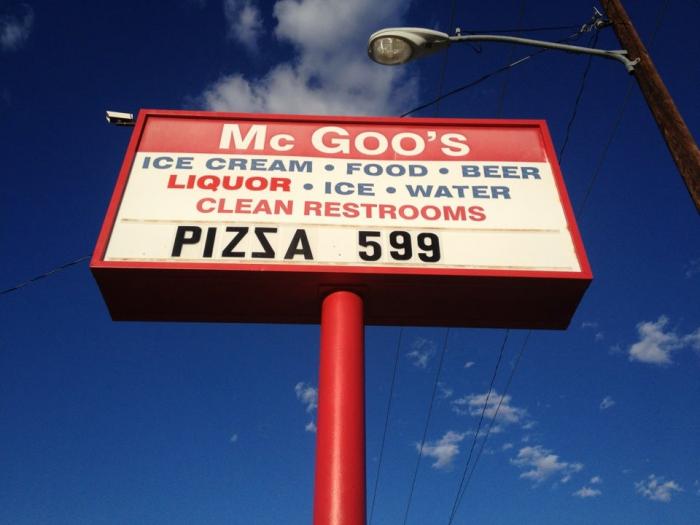 Mc GOO'S
ICE CREAM • FOOD • BEER
LIQUOR • ICE • WATER
CLEAN RESTROOMS
PIZZA 599